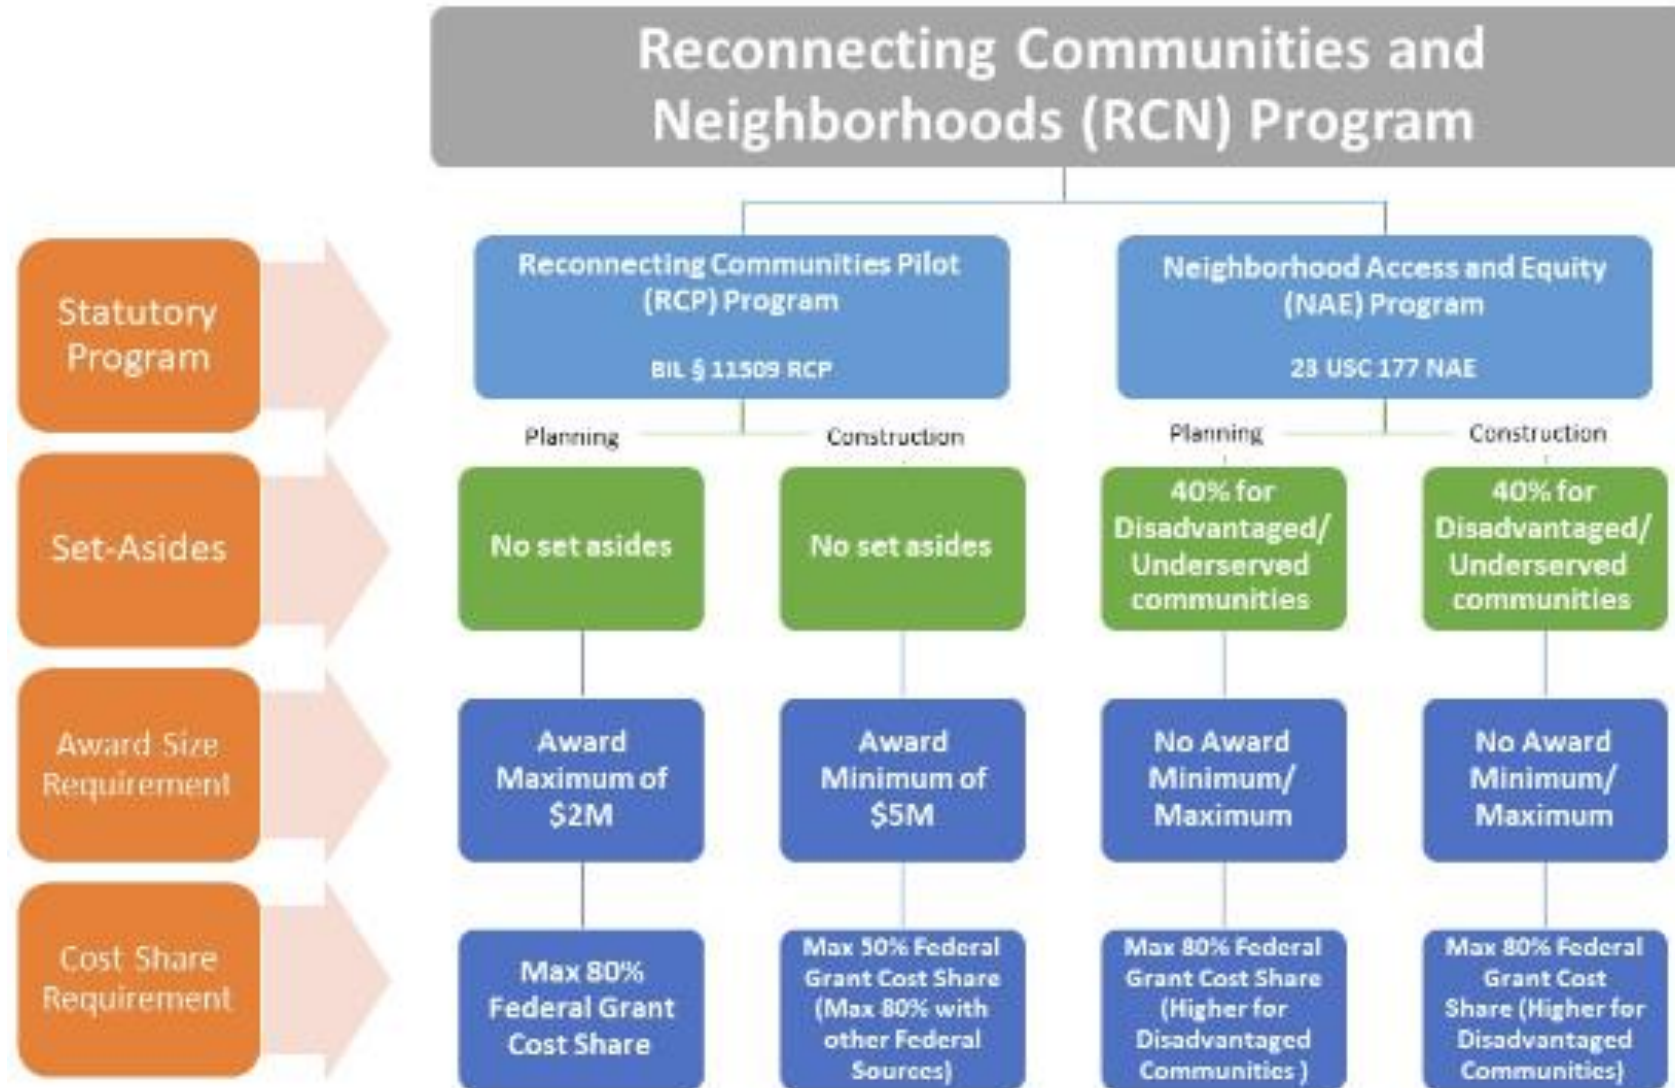 Reconnecting Communities and
Neighborhoods (RCN) Program
Statutory
Program
Reconnecting Communities Pilot
(RCP) Program
BIL § 11509 RCP
Neighborhood Access and Equity
(NAE) Program
23 USC 177 NAE
Planning
Construction
Planning
Construction
Set-Asides
No set asides
No set asides
40% for
Disadvantaged/
Underserved
communities
40% for
Disadvantaged/
Underserved
communities
Award Size
Requirement
Award
Maximum of
$2M
Award
Minimum of
$5M
No Award
Minimum/
Maximum
No Award
Minimum/
Maximum
Cost Share
Requirement
Max 80%
Federal Grant
Cost Share
Max 50% Federal
Grant Cost Share
(Max 80% with
other Federal
Sources)
Max 80% Federal
Grant Cost Share
(Higher for
Disadvantaged
Communities )
Max 80% Federal
Grant Cost
Share (Higher for
Disadvantaged
Communities)